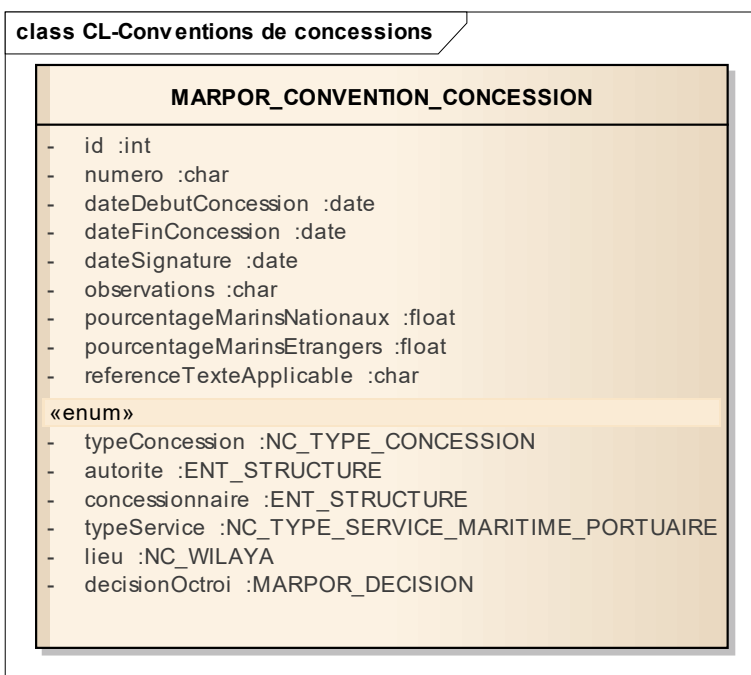 class CL-Conventions de concessions
MARPOR_CONVENTION_CONCESSION
- id :int
- numero :char
- dateDebutConcession :date
- dateFinConcession :date
- dateSignature :date
- observations :char
- pourcentageMarinsNationaux :float
- pourcentageMarinsEtrangers :float
- referenceTexteApplicable :char
«enum»
- typeConcession :NC_TYPE_CONCESSION
- autorite :ENT_STRUCTURE
- concessionnaire :ENT_STRUCTURE
- typeService :NC_TYPE_SERVICE_MARITIME_PORTUAIRE
- lieu :NC_WILAYA
- decisionOctroi :MARPOR_DECISION